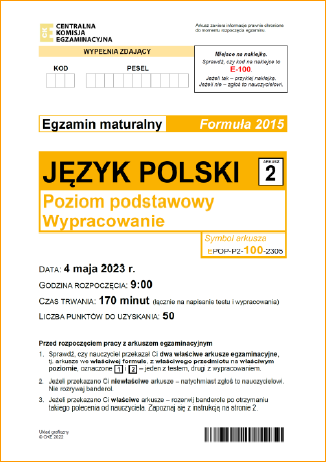 CENTRALNA
KOMISJA
EGZAMINACYJNA
Arkusz zawiera informacje prawnie chronione
do momentu rozpoczęcia egzaminu.
WYPEŁNIA ZDAJĄCY
KOD PESEL
Miejsce na naklejkę.
Sprawdź, czy kod na naklejce to
E-100.
Jeżeli tak – przyklej naklejkę.
Jeżeli nie – zgłoś to nauczycielowi.
Egzamin maturalny Formuła 2015
JĘZYK POLSKI
Poziom podstawowy
Wypracowanie
ARKUSZ
2
Symbol arkusza
EPOP-P2-100-2305
DATA: 4 maja 2023 r.
GODZINA ROZPOCZĘCIA: 9:00
CZAS TRWANIA: 170 minut (łącznie na napisanie testu i wypracowania)
LICZBA PUNKTÓW DO UZYSKANIA: 50
Przed rozpoczęciem pracy z arkuszem egzaminacyjnym
1. Sprawdź, czy nauczyciel przekazał Ci dwa właściwe arkusze egzaminacyjne,
tj. arkusze we właściwej formule, z właściwego przedmiotu na właściwym
poziomie, oznaczone 1 i 2 – jeden z testem, drugi z wypracowaniem.
2. Jeżeli przekazano Ci niewłaściwe arkusze – natychmiast zgłoś to nauczycielowi.
Nie rozrywaj banderol.
3. Jeżeli przekazano Ci właściwe arkusze – rozerwij banderole po otrzymaniu
takiego polecenia od nauczyciela. Zapoznaj się z instrukcją na stronie 2.
Układ graficzny
© CKE 2022